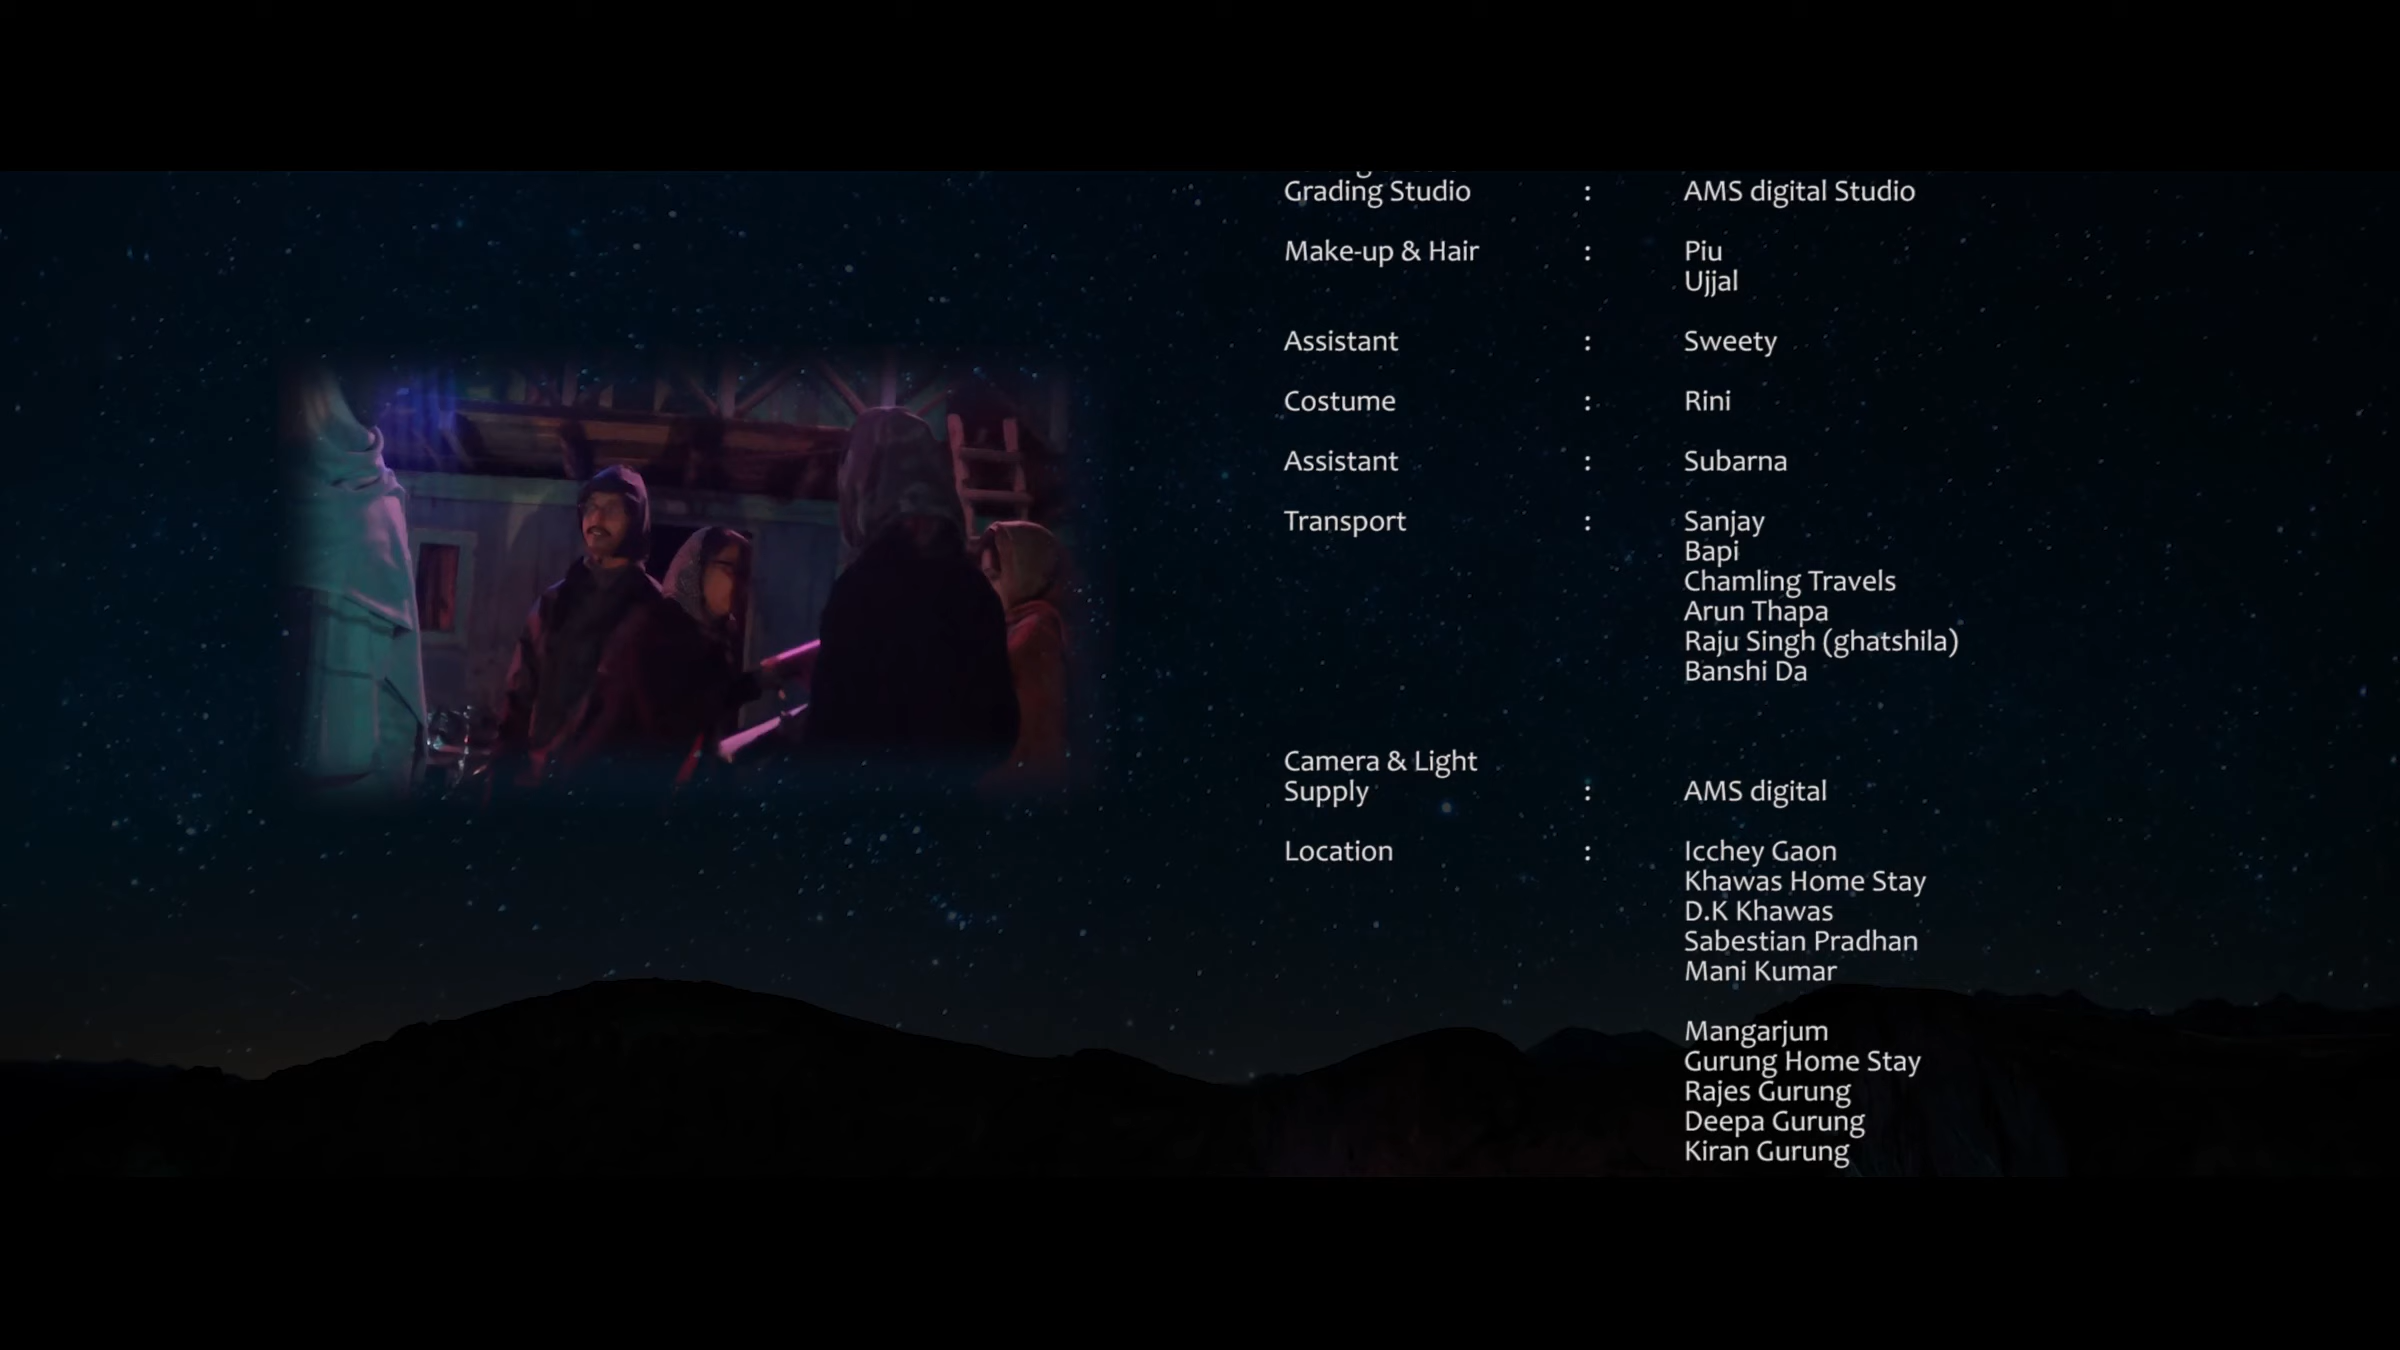 Grading Studio : AMS digital Studio
Make-up & Hair : Piu
Ujjal
Assistant : Sweety
Costume : Rini
Assistant : Subarna
Transport : Sanjay
Bapi
Chamling Travels
Arun Thapa
Raju Singh (ghatshila)
Banshi Da
Camera & Light
Supply : AMS digital
Location : Icchey Gaon
Khawas Home Stay
D.K Khawas
Sabestian Pradhan
Mani Kumar
Mangarjum
Gurung Home Stay
Rajes Gurung
Deepa Gurung
Kiran Gurung